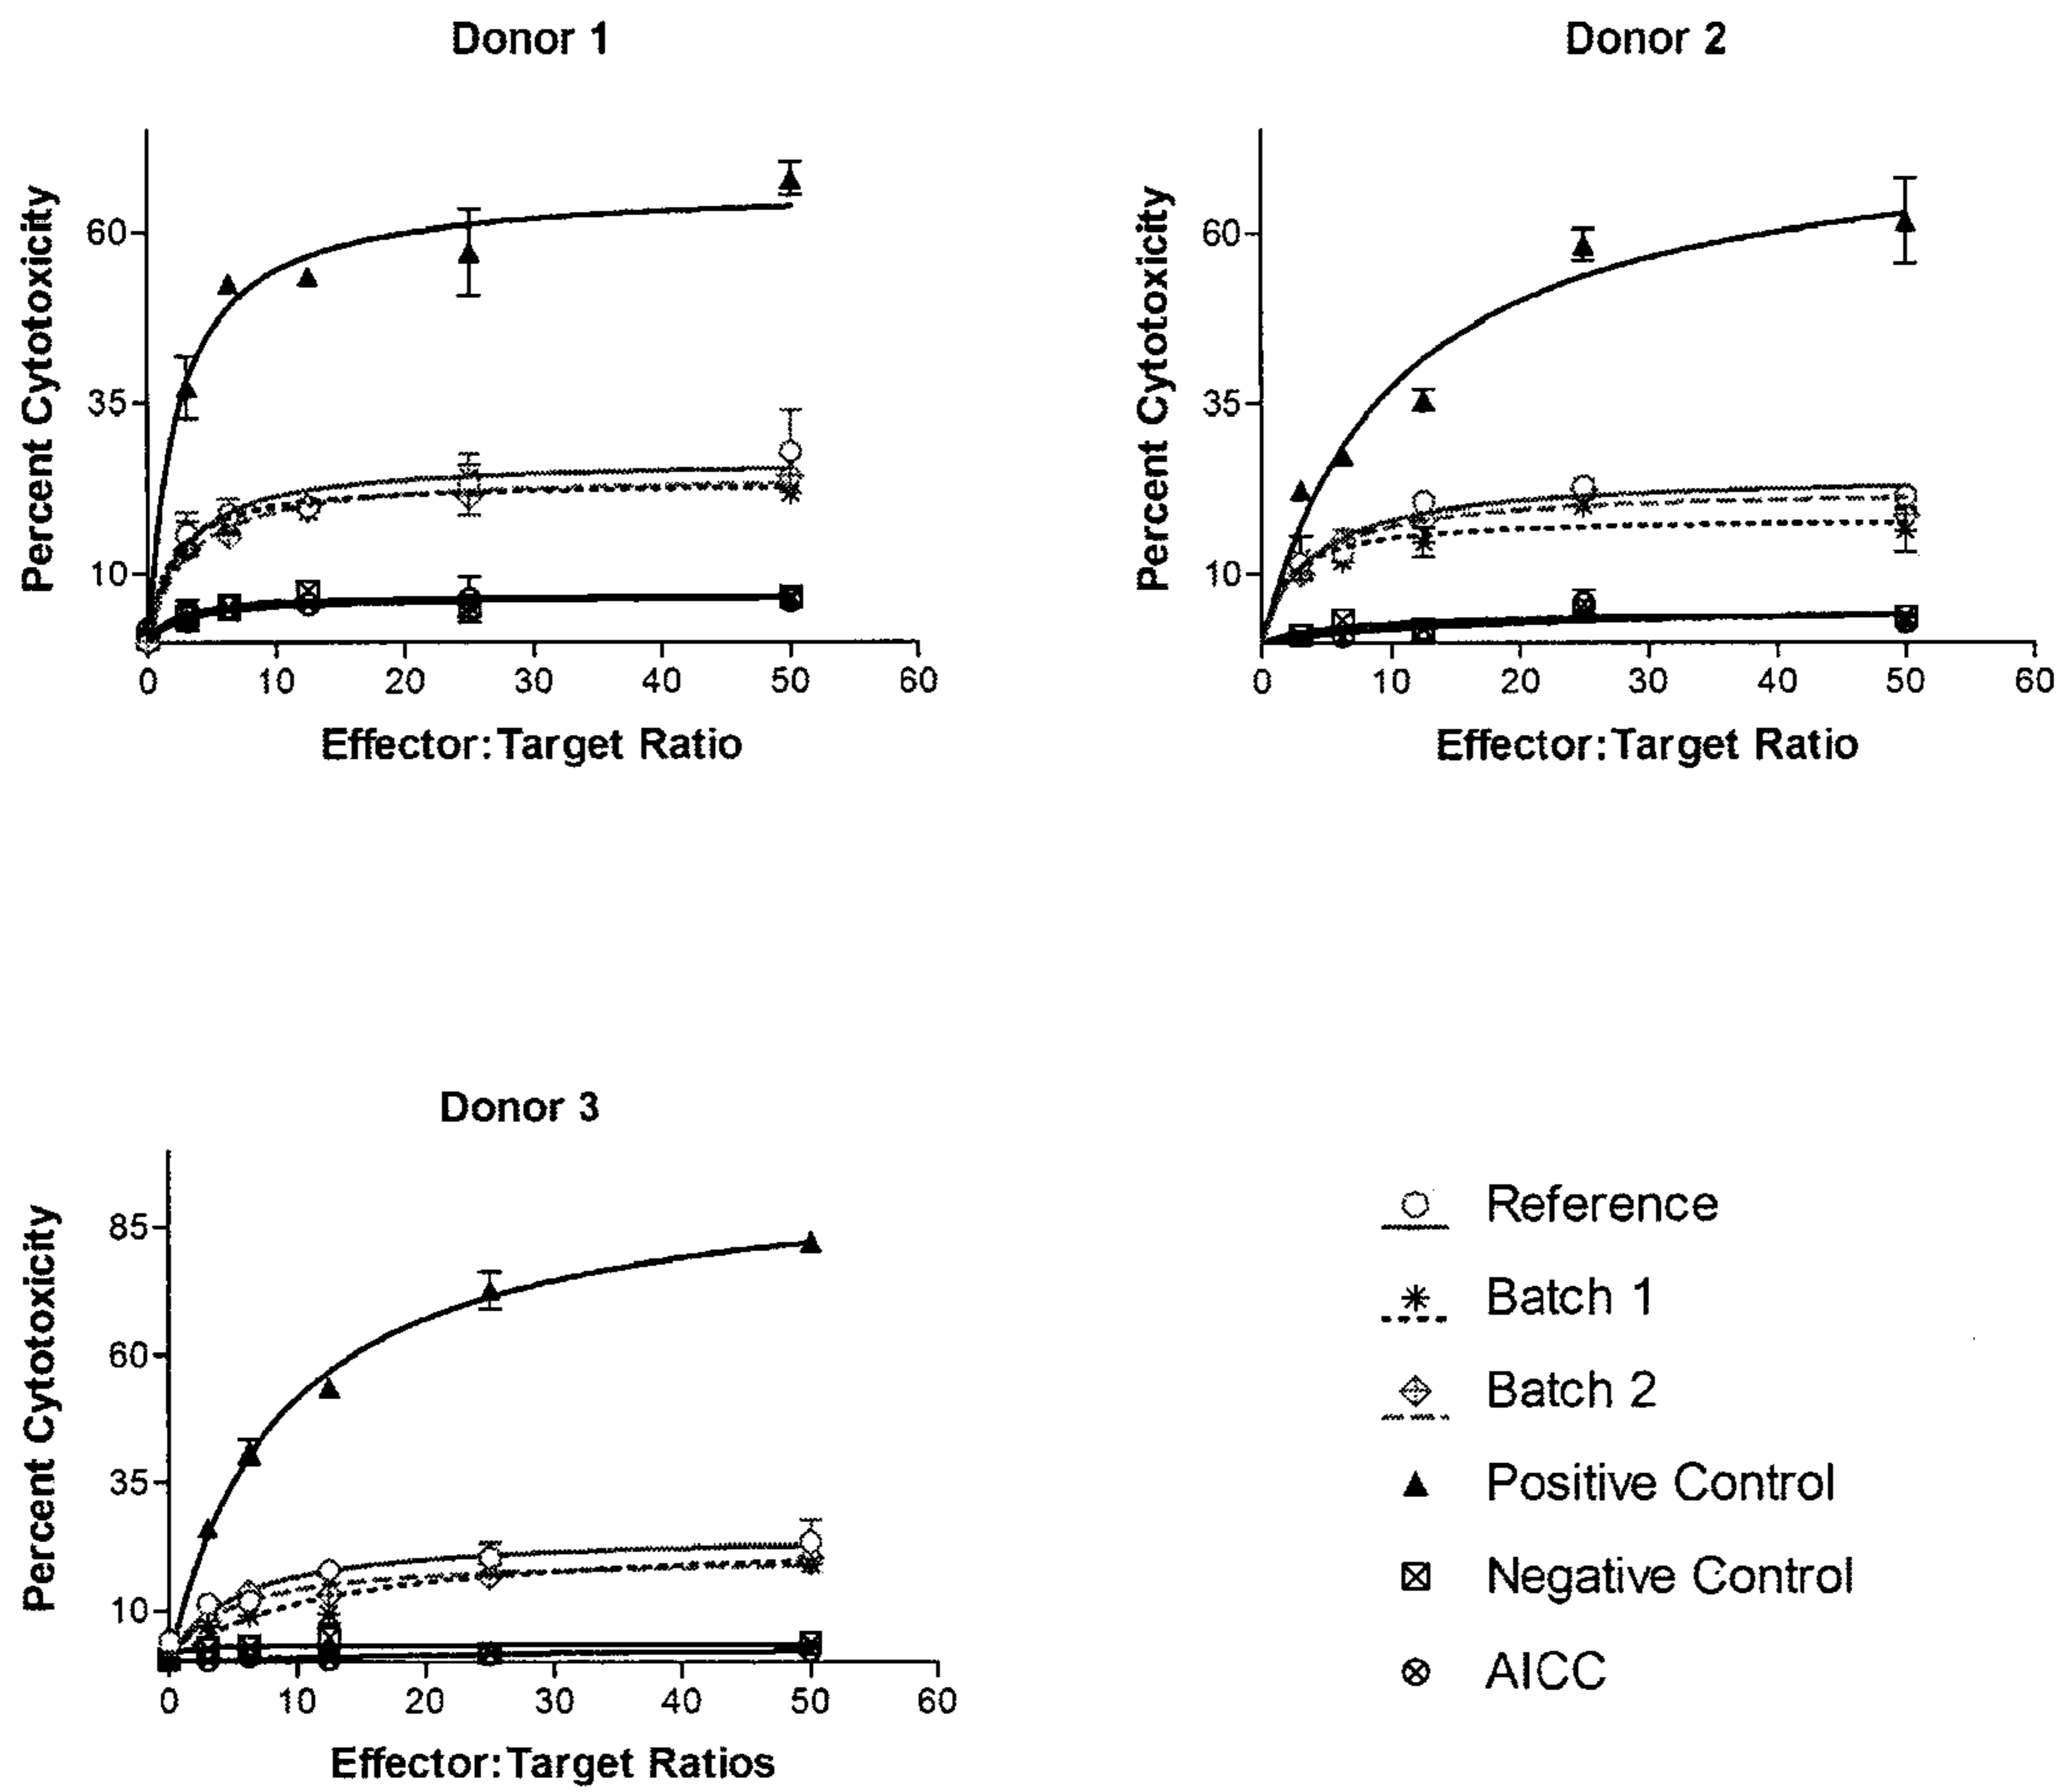 Donor 1
Percent Cytotoxicity
60
35
10
0 10 20 30 40 50 60
Effector:Target Ratio
Donor 2
Percent Cytotoxicity
60
35
10
0 10 20 30 40 50 60
Effector:Target Ratio
Donor 3
Percent Cytotoxicity
85
60
35
10
0 10 20 30 40 50 60
Effector:Target Ratios
Reference
Batch 1
Batch 2
Positive Control
Negative Control
AICC